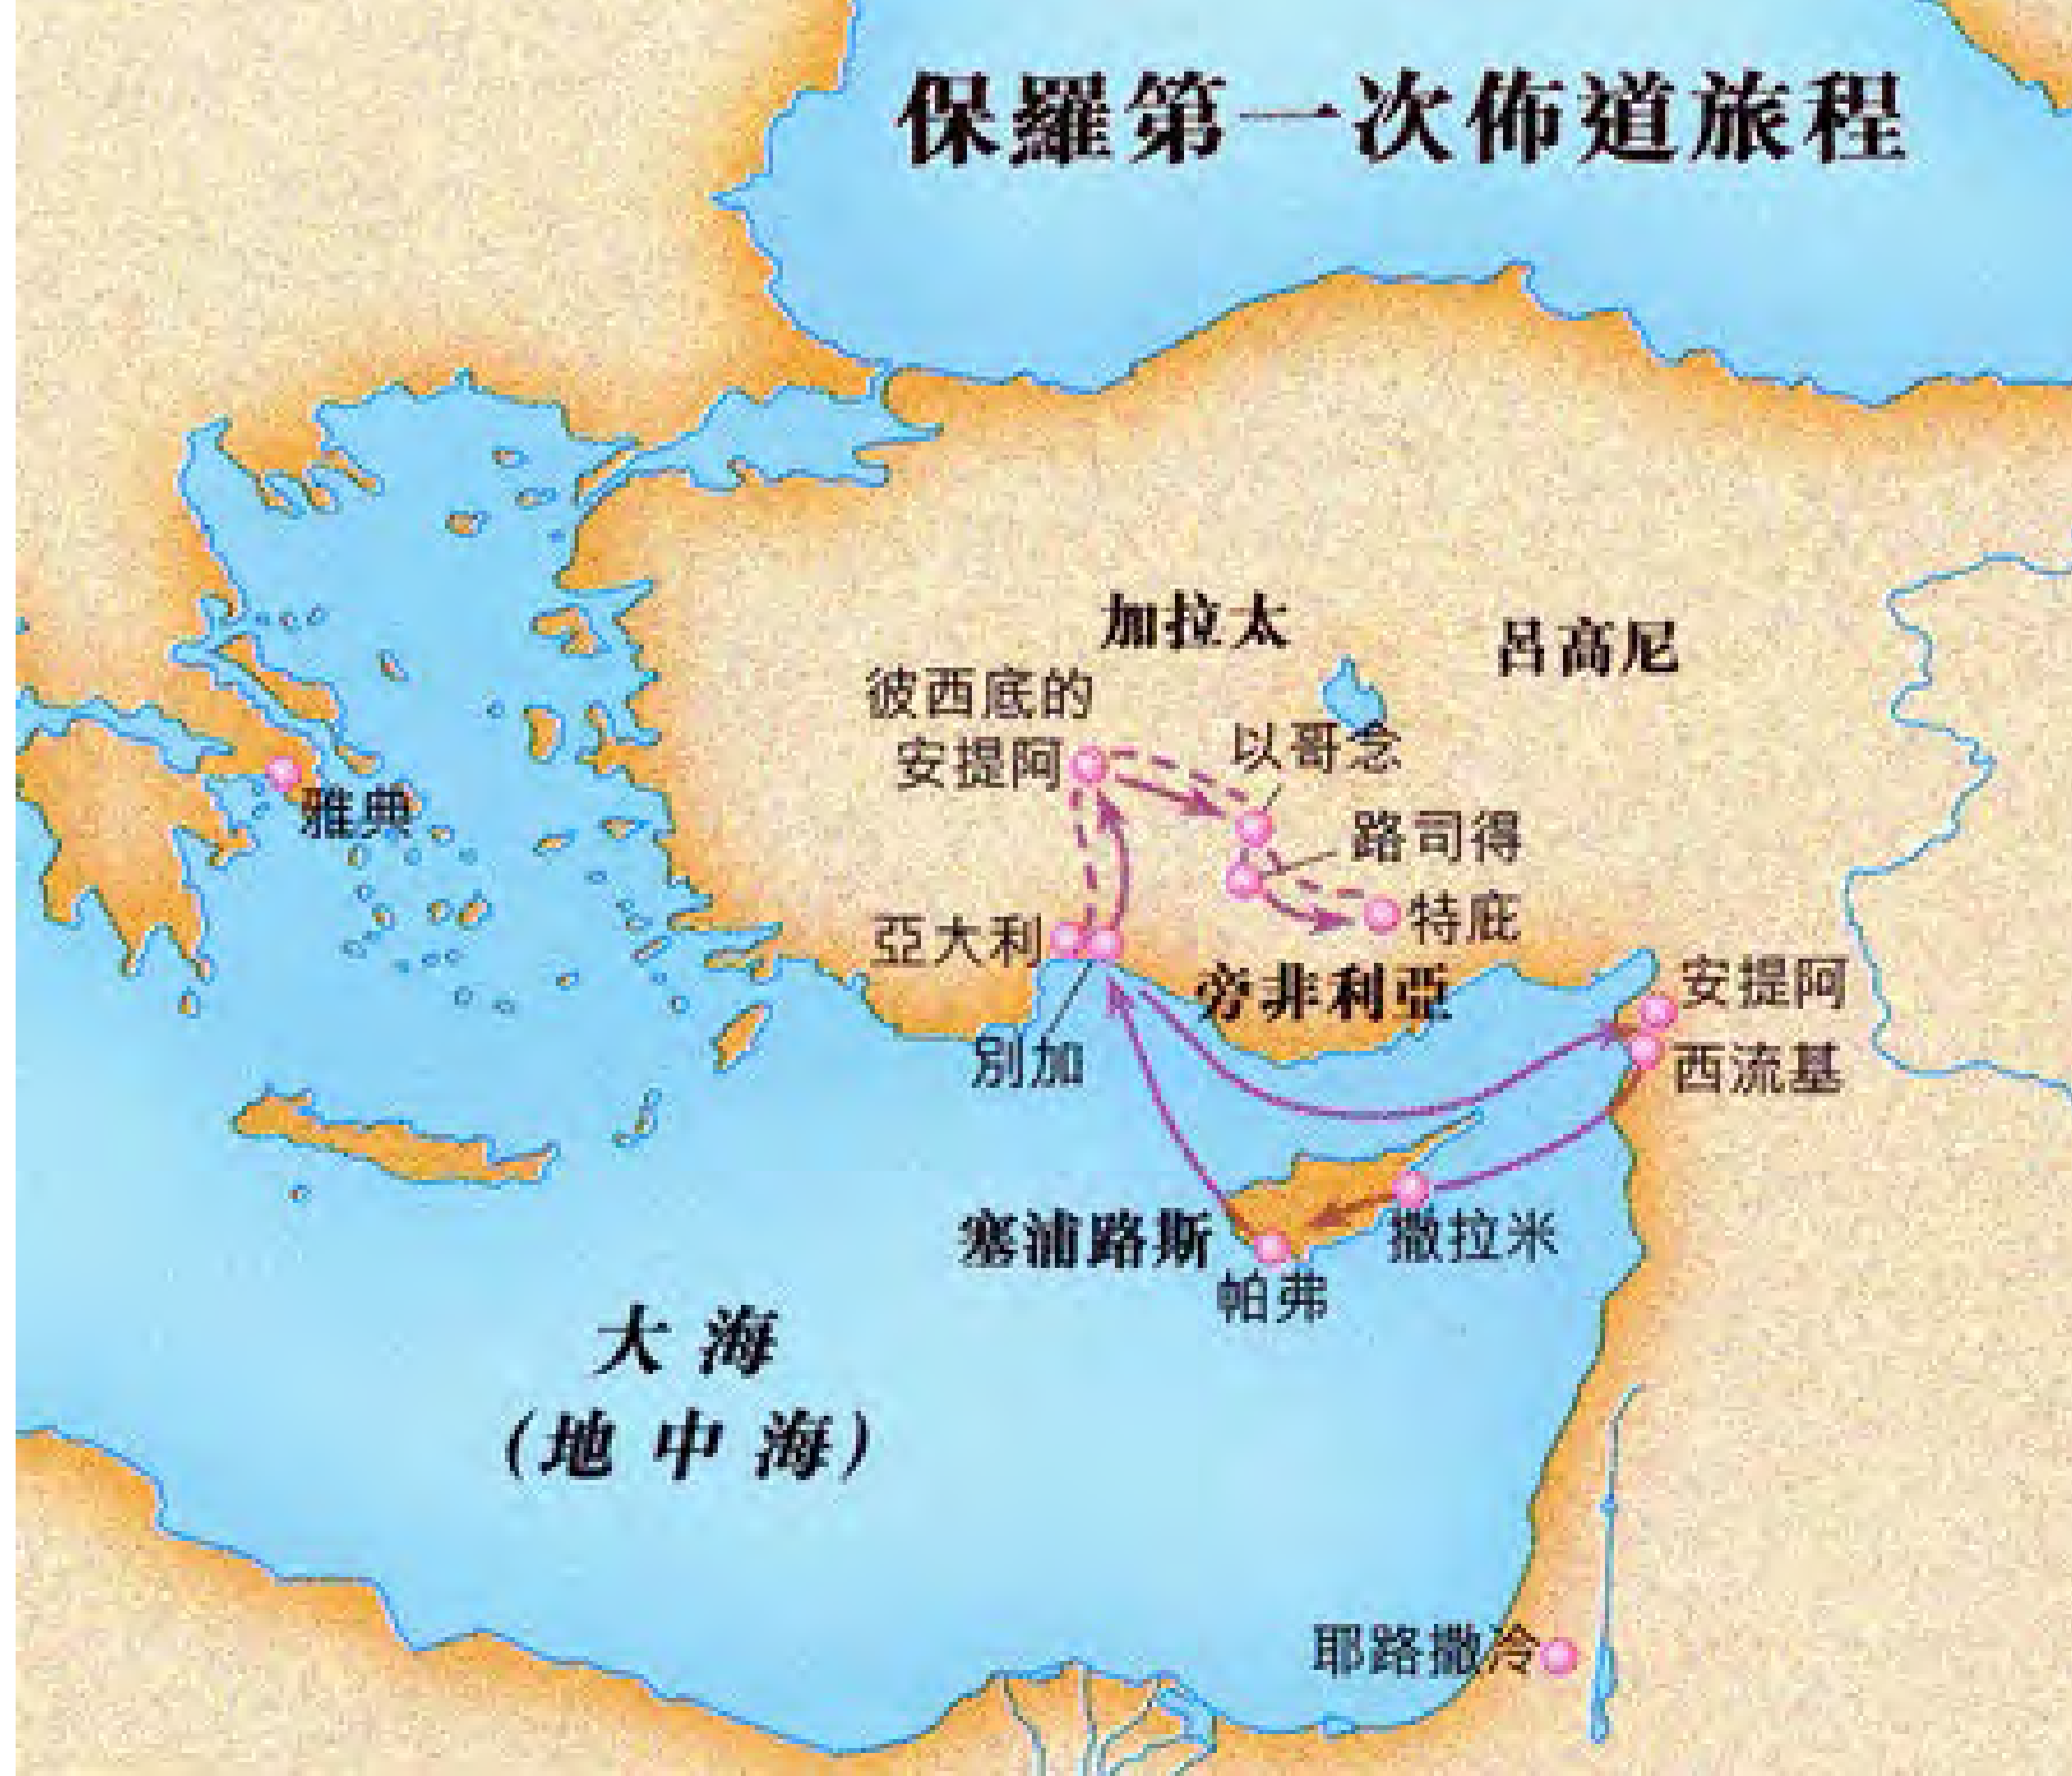 保羅第一次佈道旅程
加拉太
呂高尼
彼西底的
安提阿
以哥念
雅典
路司得
特庇
亞大利
旁非利亞
安提阿
別加
西流基
塞浦路斯
撒拉米
帕弗
大海
(地中海)
耶路撒冷